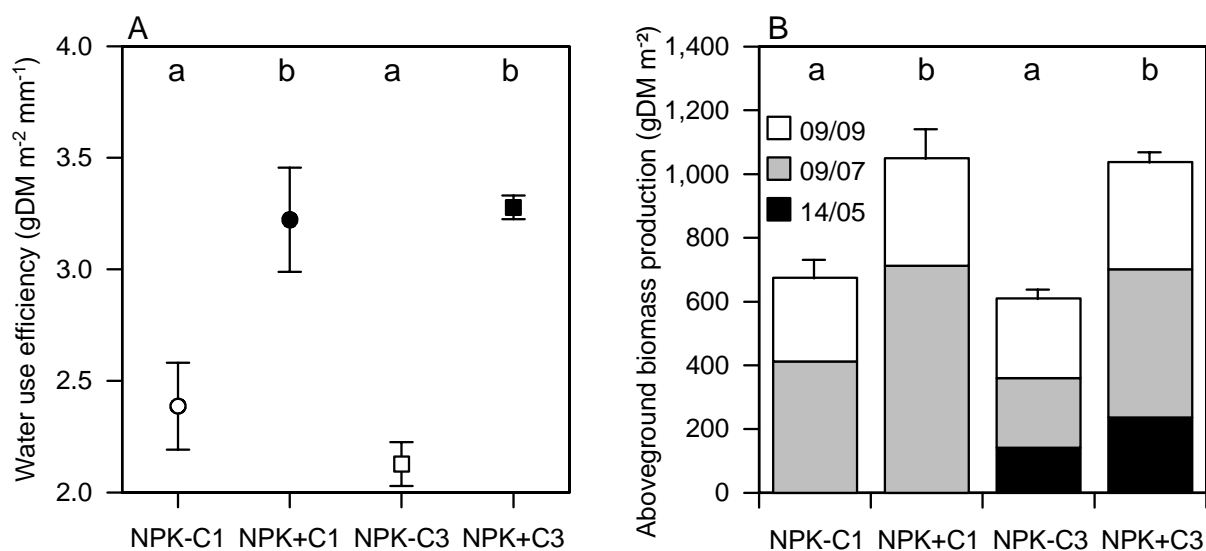 A
Water use efficiency (gDM m⁻² mm⁻¹)
4.0
3.5
3.0
2.5
2.0
a b a b
NPK-C1 NPK+C1 NPK-C3 NPK+C3
B
Aboveground biomass production (gDM m⁻²)
1,400
1,200
1,000
800
600
400
200
0
a b a b
09/09
09/07
14/05
NPK-C1 NPK+C1 NPK-C3 NPK+C3